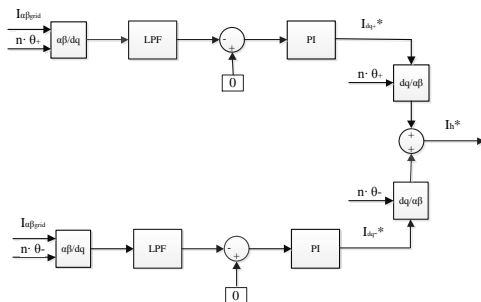 Iαβgrid
n· θ+
αβ/dq
LPF
-
+
0
PI
Idq+*
n· θ+
dq/αβ
+
+
Ih*
n· θ-
dq/αβ
Iαβgrid
n· θ-
αβ/dq
LPF
-
+
0
PI
Idq-*